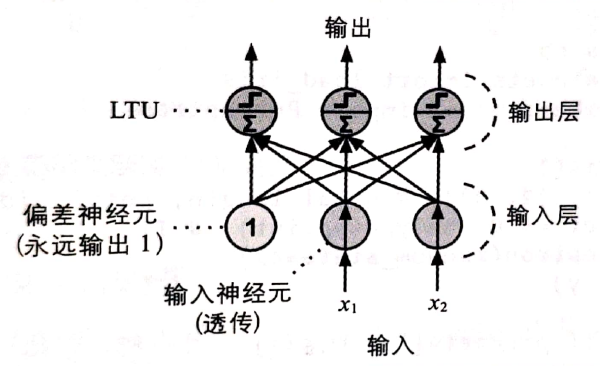 输出
LTU
Σ
Σ
Σ
输出层
偏差神经元
(永远输出 1)
1
输入层
输入神经元
(透传)
x₁
x₂
输入